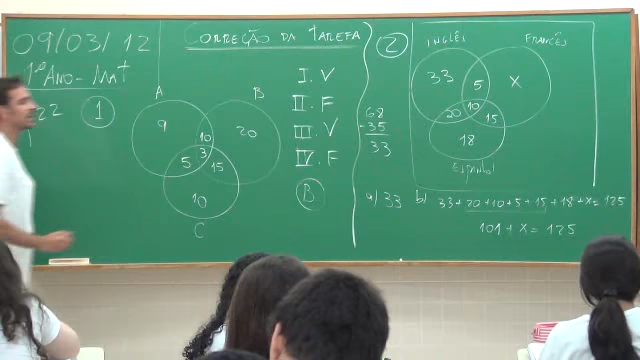 09/03/12
CORREÇÃO DA TAREFA
1º ANO - MAT
22
1
A
B
9
10
20
3
5
15
10
C
I. V
II. F
III. V
IV. F
B
2
68
- 35
33
INGLÊS
FRANCÊS
33
5
X
20
10
15
18
ESPANHOL
a) 33
b) 33+20+10+5+15+18+x=125
101+x=125